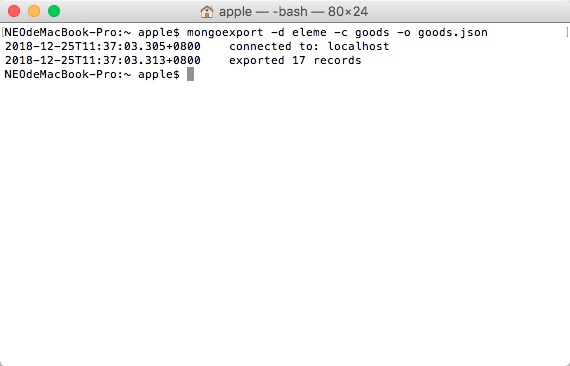 apple — -bash — 80×24
[NEOdeMacBook-Pro:~ apple$ mongoexport -d eleme -c goods -o goods.json ]
2018-12-25T11:37:03.305+0800    connected to: localhost
2018-12-25T11:37:03.313+0800    exported 17 records
NEOdeMacBook-Pro:~ apple$